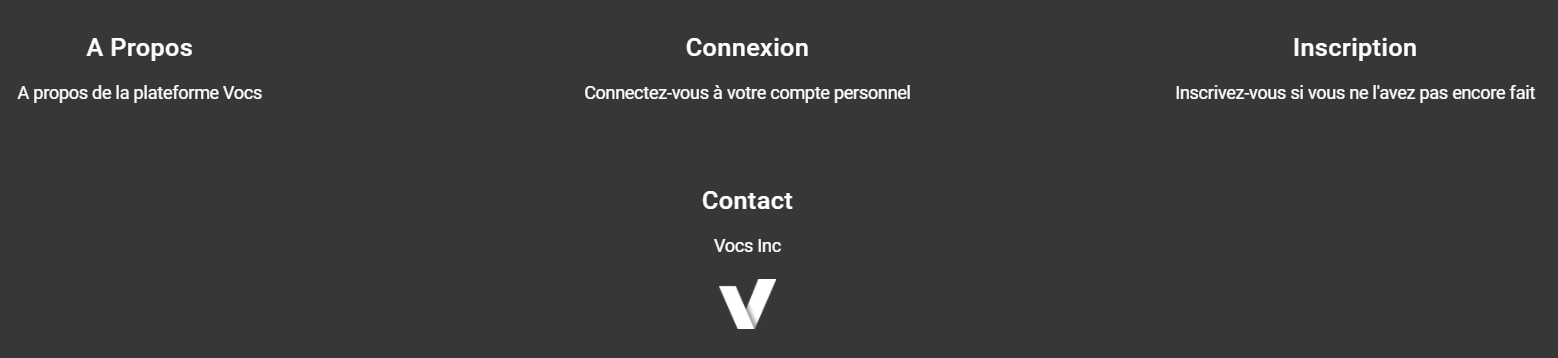 A Propos
Connexion
Inscription
A propos de la plateforme Vocs
Connectez-vous à votre compte personnel
Inscrivez-vous si vous ne l'avez pas encore fait
Contact
Vocs Inc